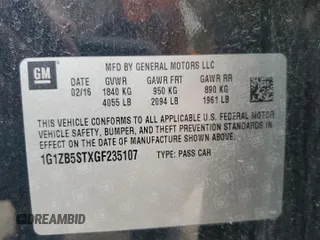 GM
MFD BY GENERAL MOTORS LLC
02/16 GVWR GAWR FRT GAWR RR
1840 KG 950 KG 890 KG
4055 LB 2094 LB 1961 LB
THIS VEHICLE CONFORMS TO ALL APPLICABLE U.S. FEDERAL MOTOR
VEHICLE SAFETY, BUMPER, AND THEFT PREVENTION STANDARDS
IN EFFECT ON THE DATE OF MANUFACTURE SHOWN ABOVE.
1G1ZB5STXGF235107 TYPE: PASS CAR
DREAMBID